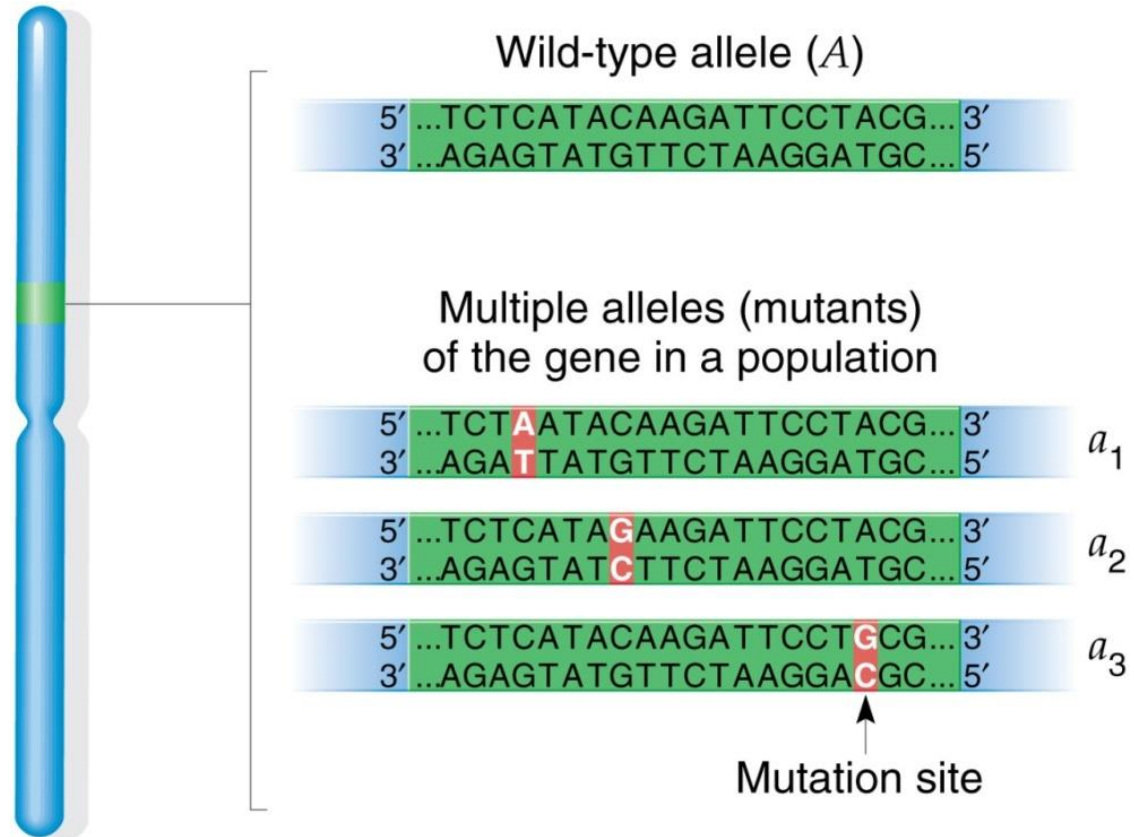 Wild-type allele (A)
5′ ...TCTCATACAAGATTCCTACG... 3′
3′ ...AGAGTATGTTCTAAGGATGC... 5′
Multiple alleles (mutants)
of the gene in a population
5′ ...TCTAATACAAGATTCCTACG... 3′
3′ ...AGATTATGTTCTAAGGATGC... 5′
a₁
5′ ...TCTCATAGAAGATTCCTACG... 3′
3′ ...AGAGTATCTTCTAAGGATGC... 5′
a₂
5′ ...TCTCATACAAGATTCCTGCG... 3′
3′ ...AGAGTATGTTCTAAGGACGC... 5′
a₃
Mutation site